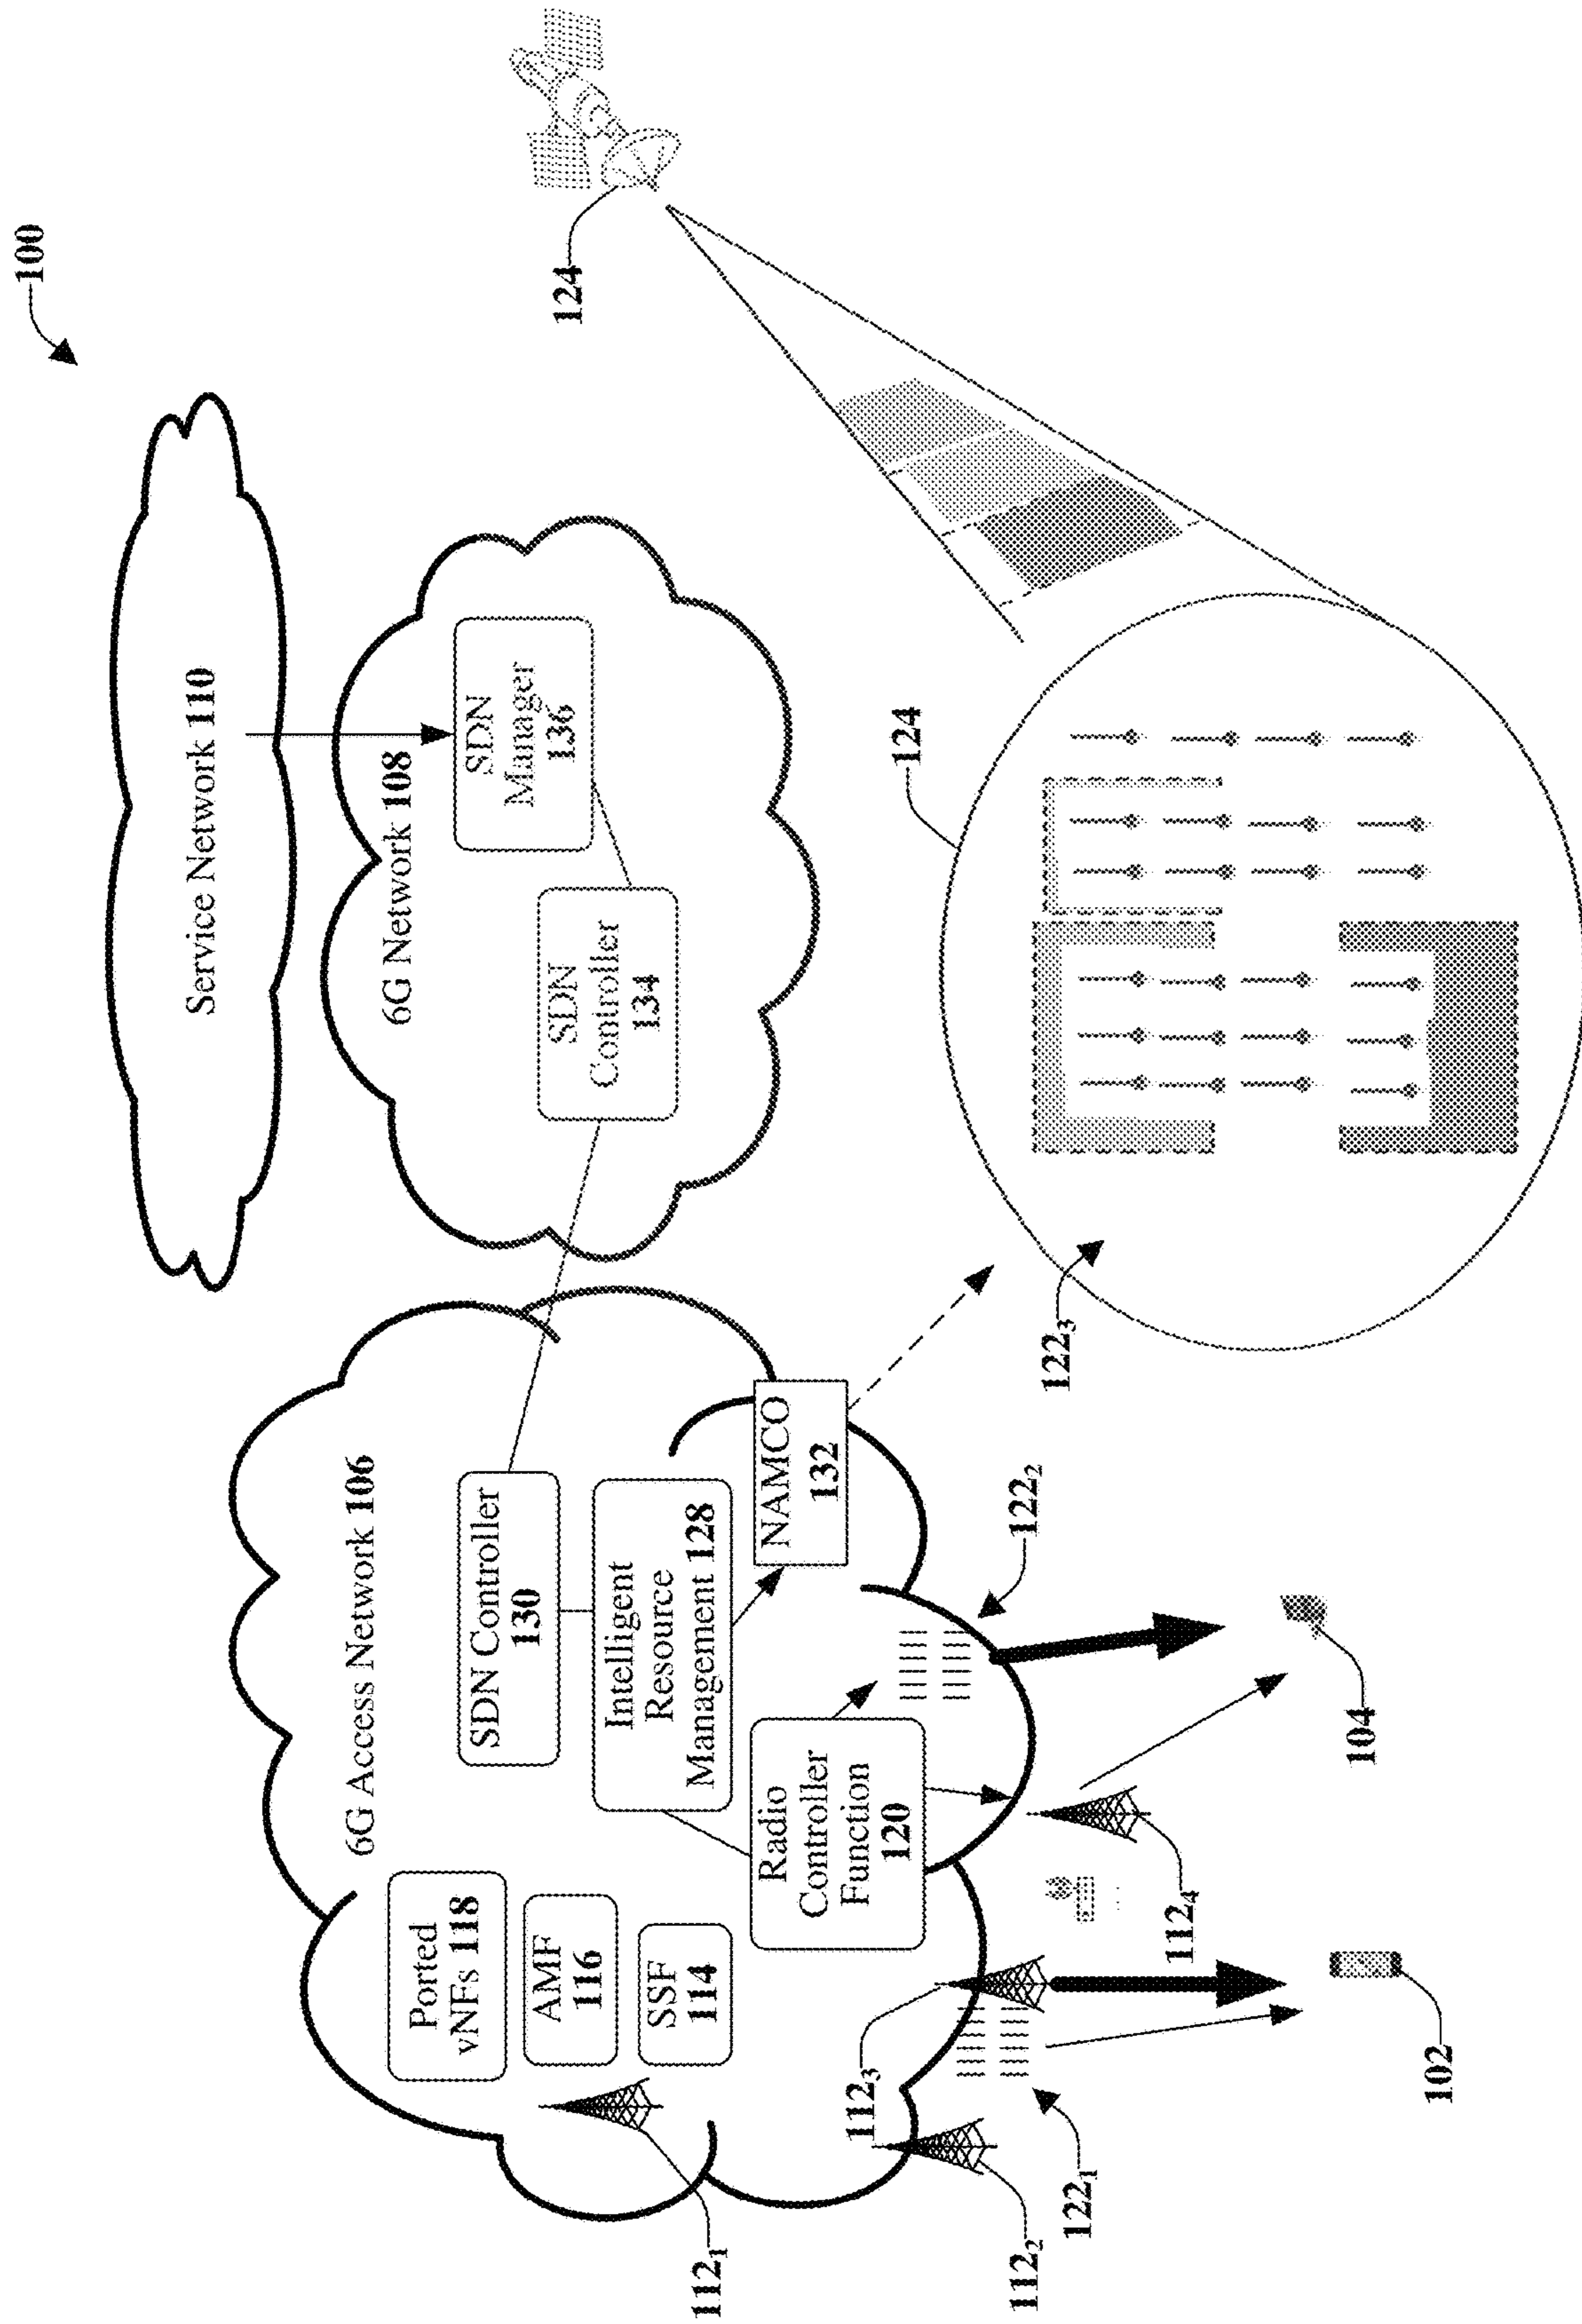 100
Service Network 110
6G Network 108
SDN
Manager
136
SDN
Controller
134
124
6G Access Network 106
SDN Controller
130
Intelligent
Resource
Management 128
NAMCO
132
Ported
vNFs 118
AMF
116
SSF
114
Radio
Controller
Function
120
124
122₃
122₂
104
112₁
112₂
112₃
122₁
112₄
102